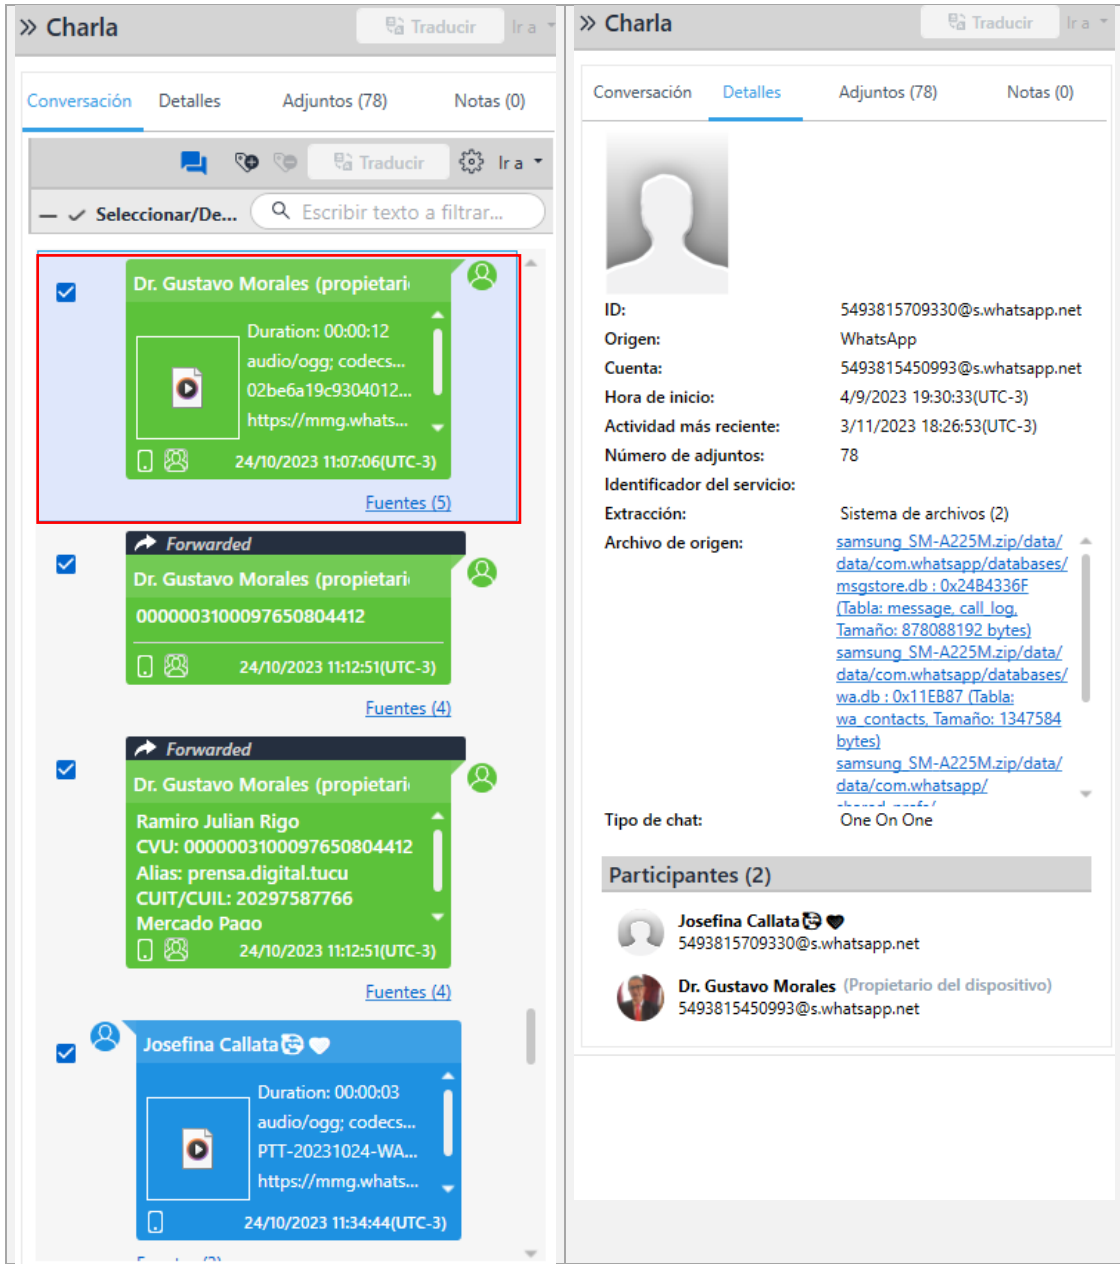 Charla
Traducir
Ir a
Conversación
Detalles
Adjuntos (78)
Notas (0)
Traducir
Ir a
Seleccionar/De...
Escribir texto a filtrar...
Dr. Gustavo Morales (propietari
Duration: 00:00:12
audio/ogg; codecs...
02be6a19c9304012...
https://mmg.whats...
24/10/2023 11:07:06(UTC-3)
Fuentes (5)
Forwarded
Dr. Gustavo Morales (propietari
0000003100097650804412
24/10/2023 11:12:51(UTC-3)
Fuentes (4)
Forwarded
Dr. Gustavo Morales (propietari
Ramiro Julian Rigo
CVU: 0000003100097650804412
Alias: prensa.digital.tucu
CUIT/CUIL: 20297587766
Mercado Pago
24/10/2023 11:12:51(UTC-3)
Fuentes (4)
Josefina Callata
Duration: 00:00:03
audio/ogg; codecs...
PTT-20231024-WA...
https://mmg.whats...
24/10/2023 11:34:44(UTC-3)
Charla
Traducir
Ir a
Conversación
Detalles
Adjuntos (78)
Notas (0)
ID: 5493815709330@s.whatsapp.net
Origen: WhatsApp
Cuenta: 5493815450993@s.whatsapp.net
Hora de inicio: 4/9/2023 19:30:33(UTC-3)
Actividad más reciente: 3/11/2023 18:26:53(UTC-3)
Número de adjuntos: 78
Identificador del servicio:
Extracción: Sistema de archivos (2)
Archivo de origen: samsung_SM-A225M.zip/data/
data/com.whatsapp/databases/
msgstore.db : 0x24B4336F
(Tabla: message, call_log,
Tamaño: 878088192 bytes)
samsung_SM-A225M.zip/data/
data/com.whatsapp/databases/
wa.db : 0x11EB87 (Tabla:
wa_contacts, Tamaño: 1347584
bytes)
samsung_SM-A225M.zip/data/
data/com.whatsapp/
Tipo de chat: One On One
Participantes (2)
Josefina Callata
5493815709330@s.whatsapp.net
Dr. Gustavo Morales (Propietario del dispositivo)
5493815450993@s.whatsapp.net